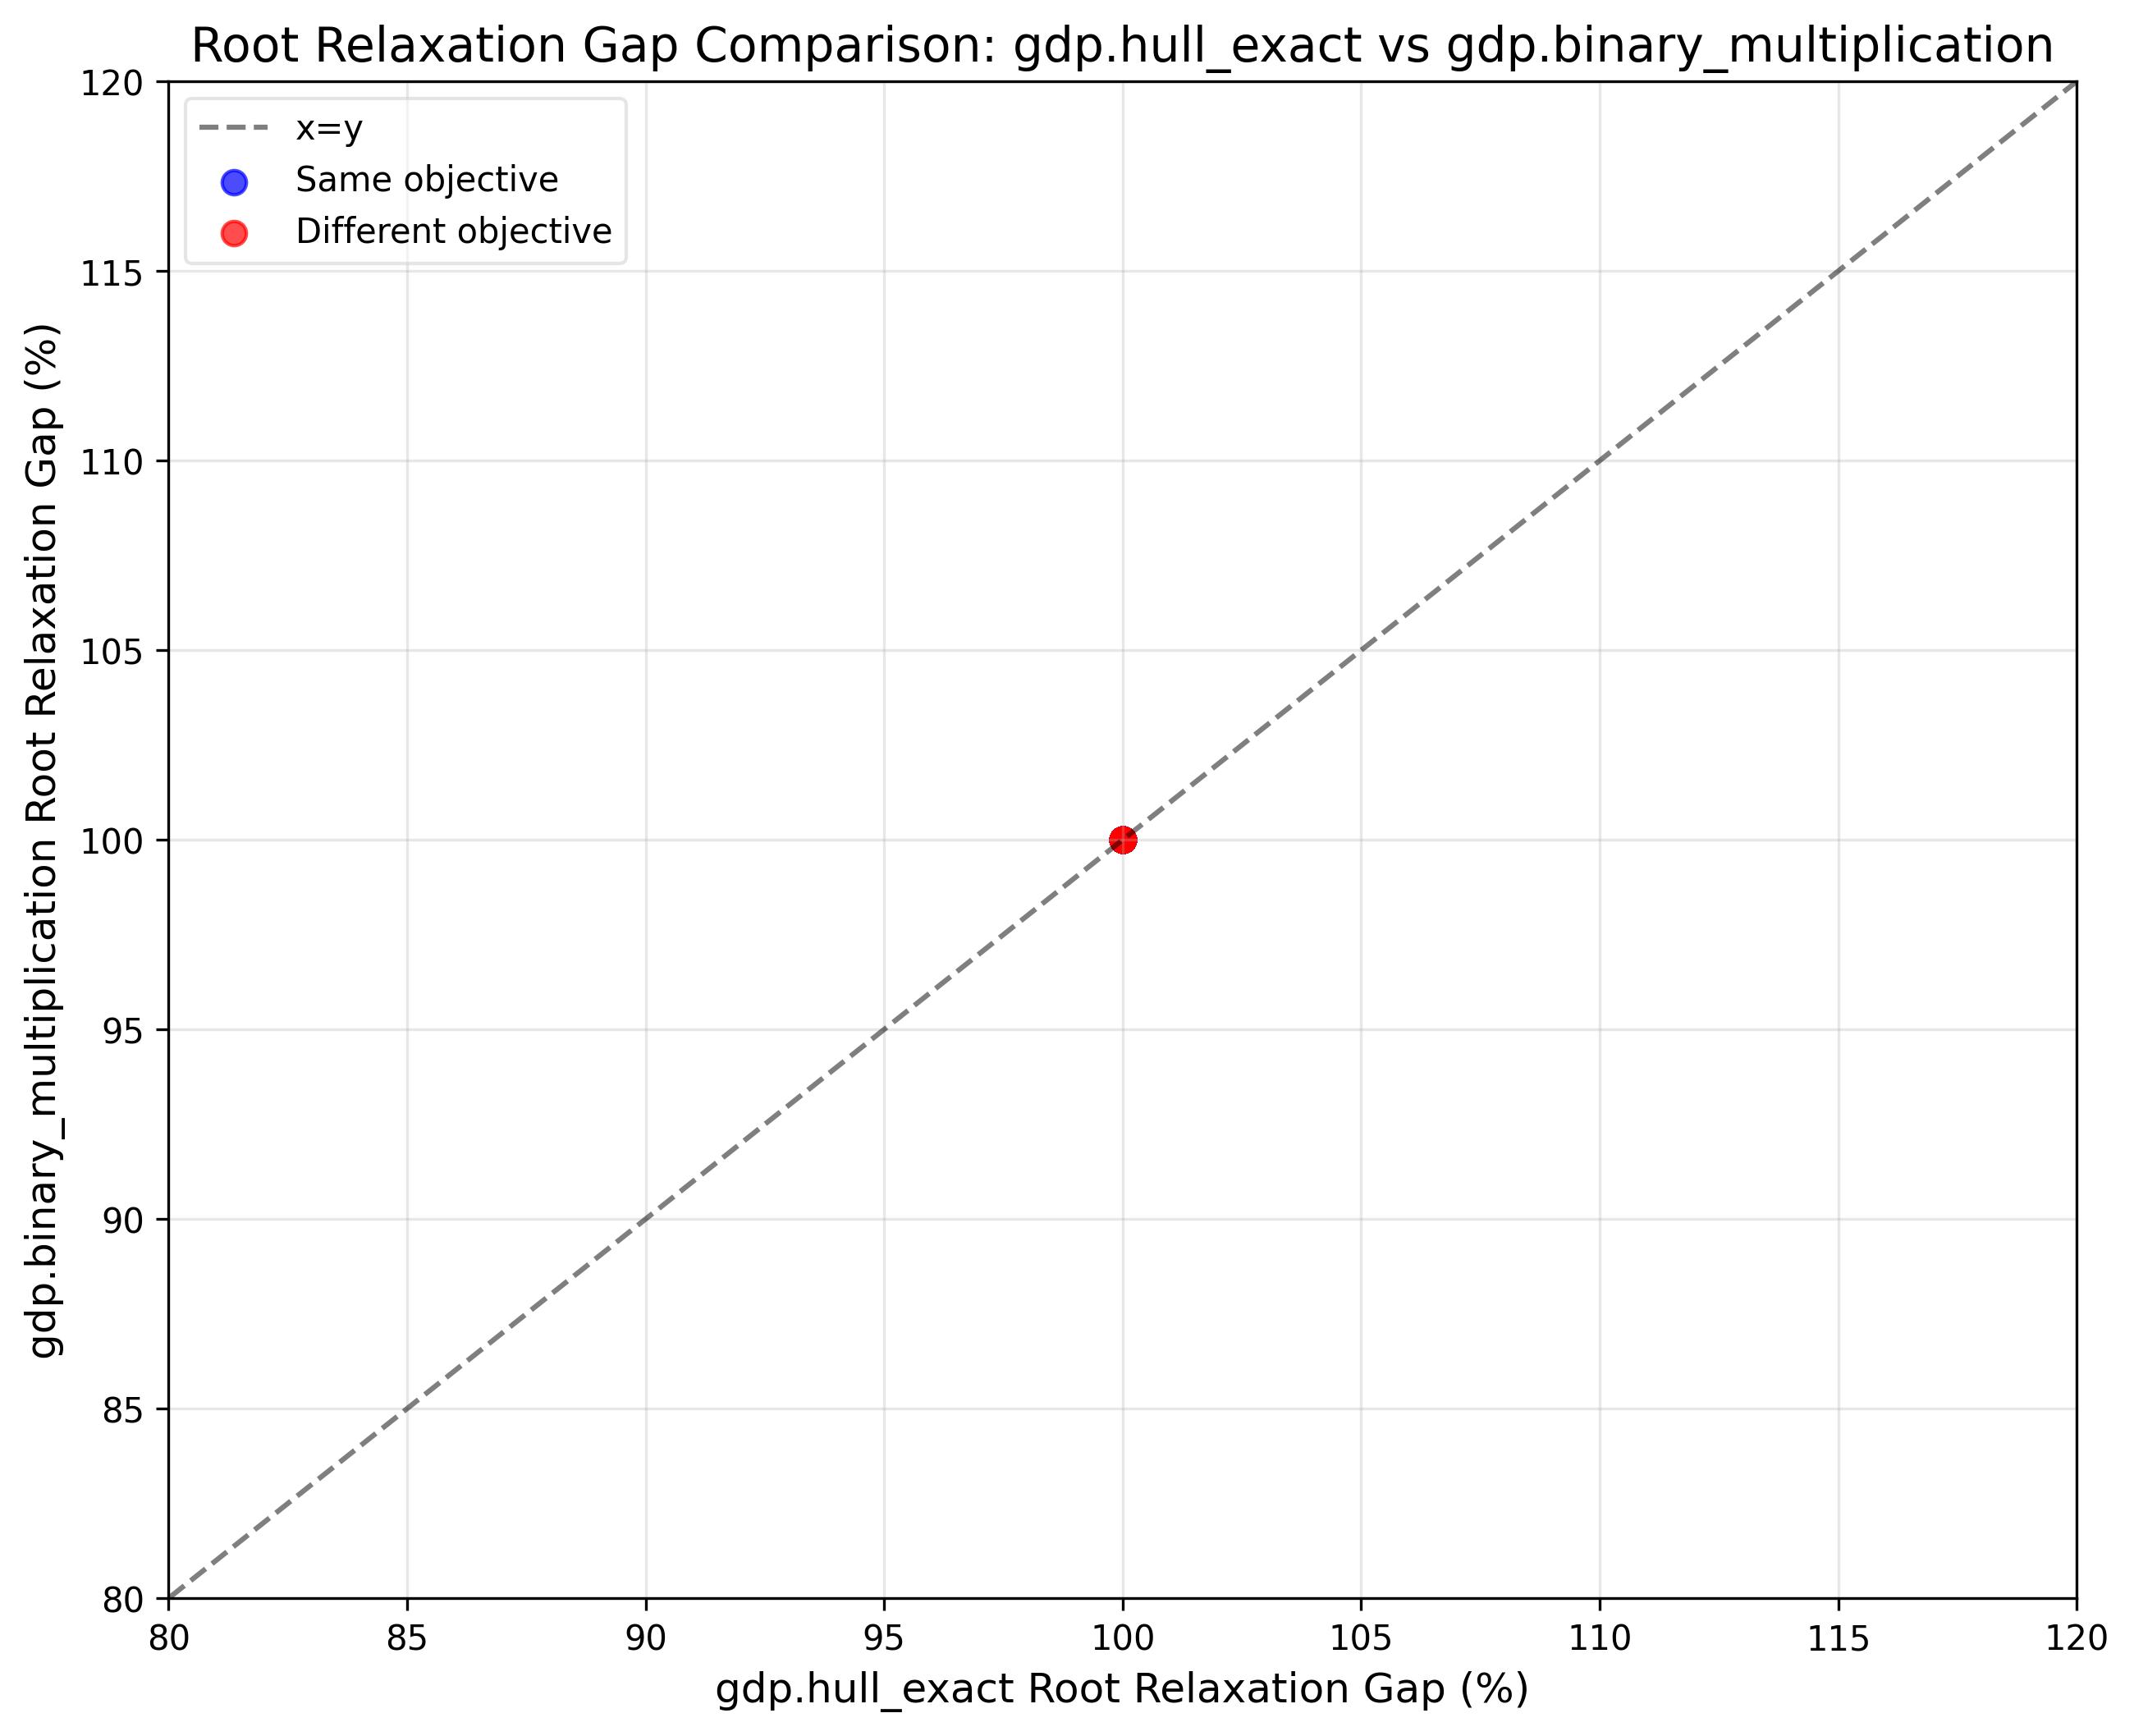 Root Relaxation Gap Comparison: gdp.hull_exact vs gdp.binary_multiplication
x=y
Same objective
Different objective
gdp.binary_multiplication Root Relaxation Gap (%)
120
115
110
105
100
95
90
85
80
80 85 90 95 100 105 110 115 120
gdp.hull_exact Root Relaxation Gap (%)